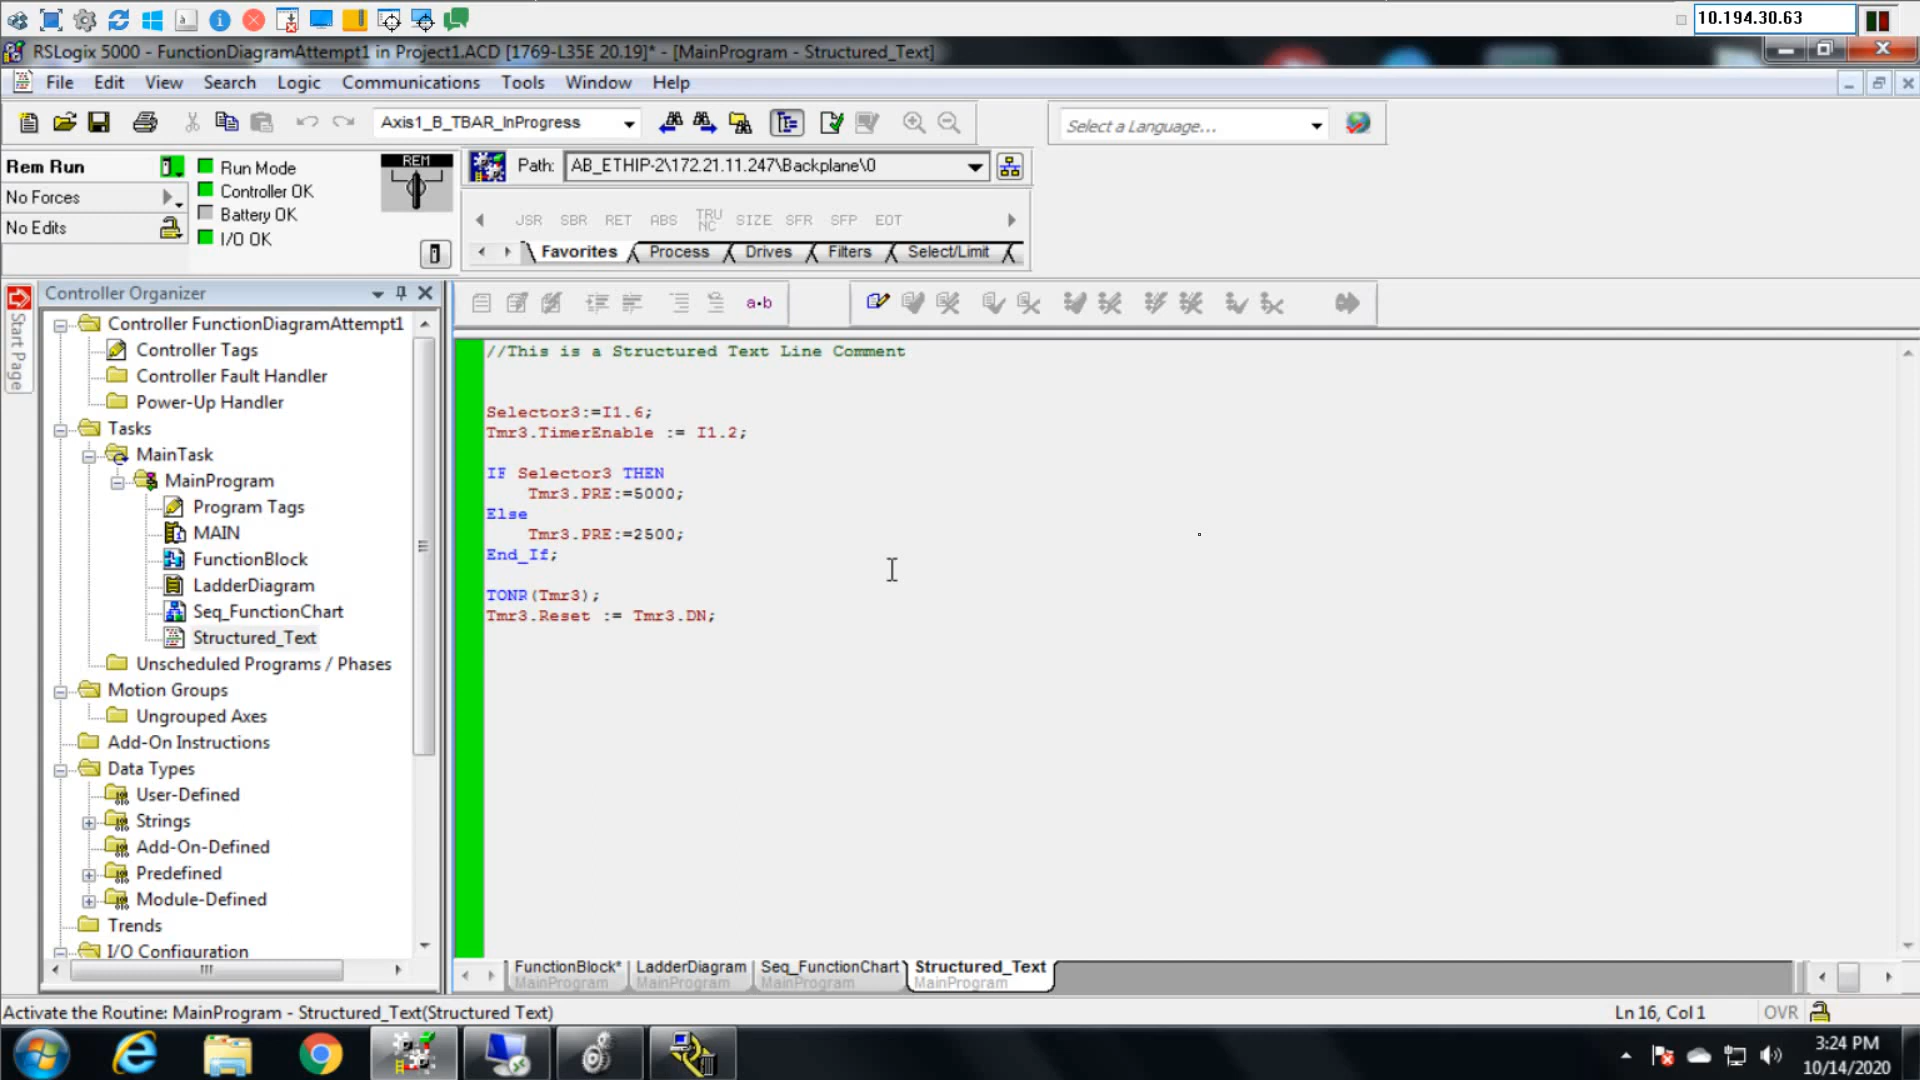 10.194.30.63
RSLogix 5000 - FunctionDiagramAttempt1 in Project1.ACD [1769-L35E 20.19]* - [MainProgram - Structured_Text]
File Edit View Search Logic Communications Tools Window Help
Axis1_B_TBAR_InProgress
Select a Language...
Rem Run
No Forces
No Edits
Run Mode
Controller OK
Battery OK
I/O OK
REM
Path: AB_ETHIP-2\172.21.11.247\Backplane\0
JSR SBR RET ABS TRUNC SIZE SFR SFP EOT
Favorites Process Drives Filters Select/Limit
Start Page
Controller Organizer
Controller FunctionDiagramAttempt1
Controller Tags
Controller Fault Handler
Power-Up Handler
Tasks
MainTask
MainProgram
Program Tags
MAIN
FunctionBlock
LadderDiagram
Seq_FunctionChart
Structured_Text
Unscheduled Programs / Phases
Motion Groups
Ungrouped Axes
Add-On Instructions
Data Types
User-Defined
Strings
Add-On-Defined
Predefined
Module-Defined
Trends
I/O Configuration
a·b
//This is a Structured Text Line Comment
Selector3:=I1.6;
Tmr3.TimerEnable := I1.2;
IF Selector3 THEN
Tmr3.PRE:=5000;
Else
Tmr3.PRE:=2500;
End_If;
TONR(Tmr3);
Tmr3.Reset := Tmr3.DN;
FunctionBlock* LadderDiagram Seq_FunctionChart Structured_Text
MainProgram MainProgram MainProgram MainProgram
Activate the Routine: MainProgram - Structured_Text(Structured Text)
Ln 16, Col 1
OVR
3:24 PM
10/14/2020